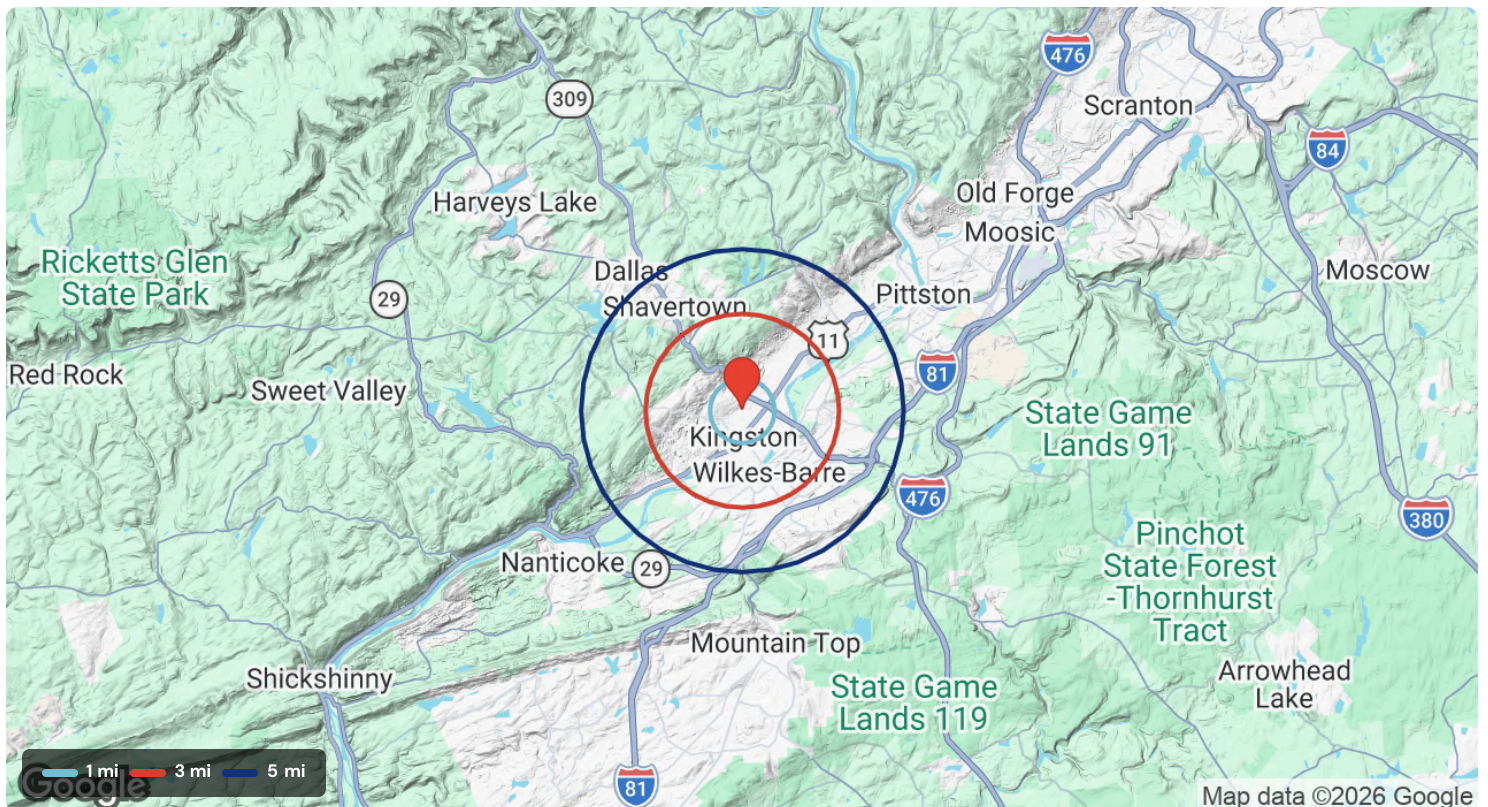 476
Scranton
309
84
Harveys Lake
Old Forge
Moosic
Ricketts Glen
State Park
Dallas
Moscow
29
Shavertown
Pittston
11
Red Rock
81
Sweet Valley
State Game
Lands 91
Kingston
Wilkes-Barre
476
380
Pinchot
State Forest
-Thornhurst
Tract
Nanticoke
29
Mountain Top
Shickshinny
Arrowhead
Lake
State Game
Lands 119
1 mi
3 mi
5 mi
Google
81
Map data ©2026 Google